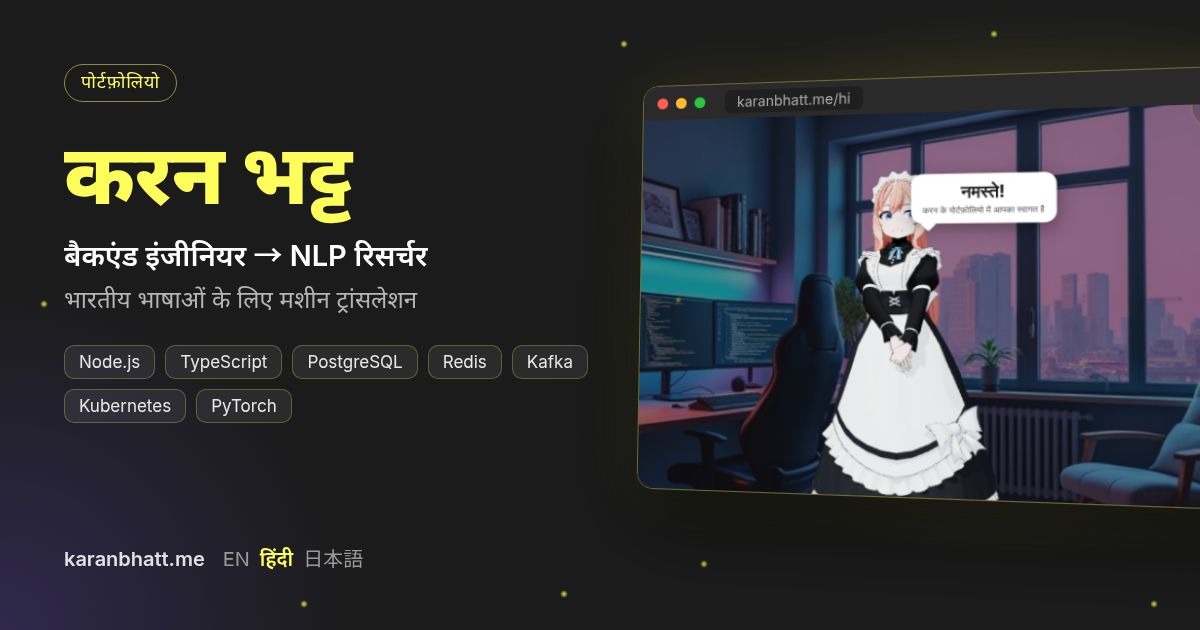 पोर्टफ़ोलियो
करन भट्ट
बैकएंड इंजीनियर → NLP रिसर्चर
भारतीय भाषाओं के लिए मशीन ट्रांसलेशन
Node.js TypeScript PostgreSQL Redis Kafka
Kubernetes PyTorch
karanbhatt.me EN हिंदी 日本語
karanbhatt.me/hi
नमस्ते!
करन के पोर्टफ़ोलियो में आपका स्वागत है